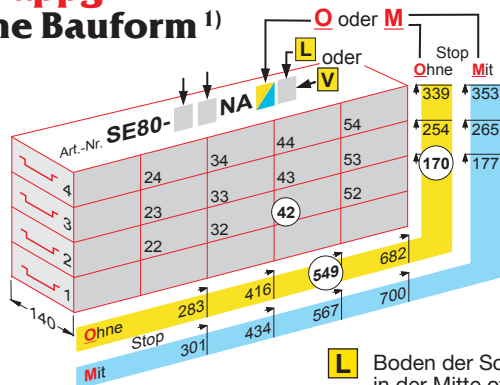 ne Bauform 1)
O oder M
L oder
V
Stop
Ohne Mit
Art.-Nr. SE80- NA
339 353
254 265
170 177
54
44
34
24
53
43
33
23
52
42
32
22
4
3
2
1
140
Ohne 283 416 549 682
Stop
Mit 301 434 567 700
L Boden der Sc
in der Mitte o